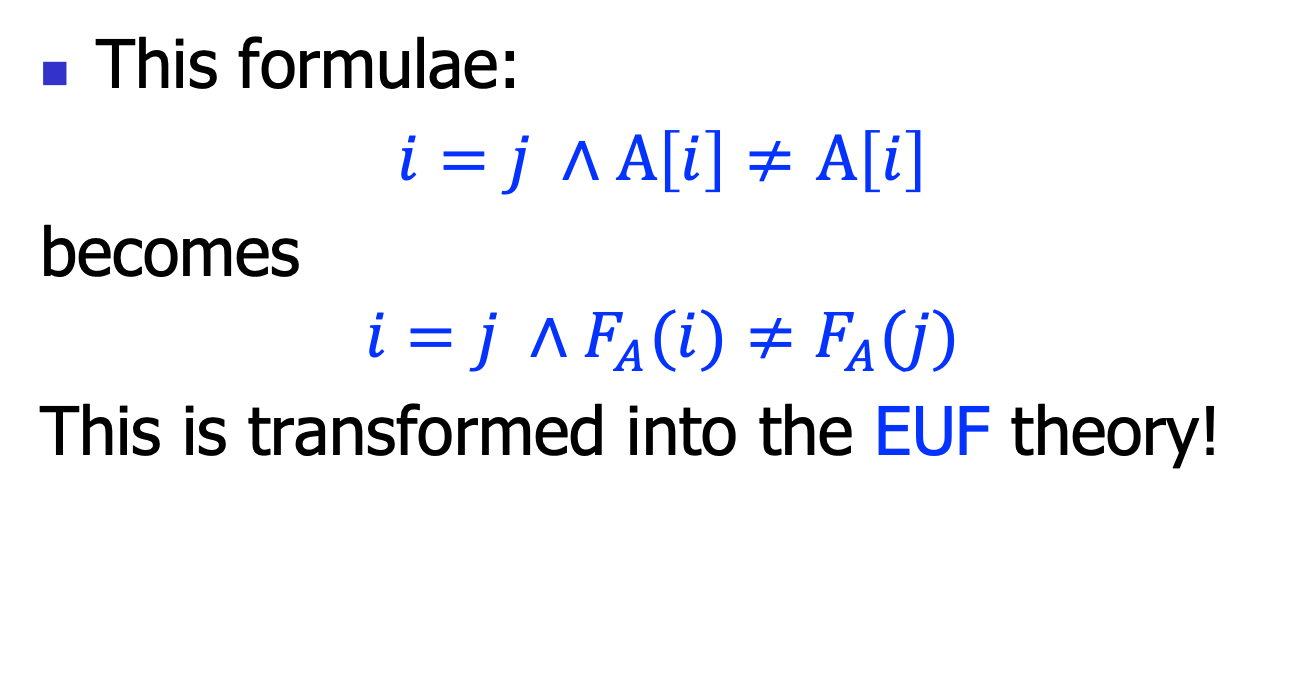 ■ This formulae:
i = j ∧ A[i] ≠ A[i]
becomes
i = j ∧ F_A(i) ≠ F_A(j)
This is transformed into the EUF theory!